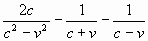 2c/(c² − v²) − 1/(c + v) − 1/(c − v)